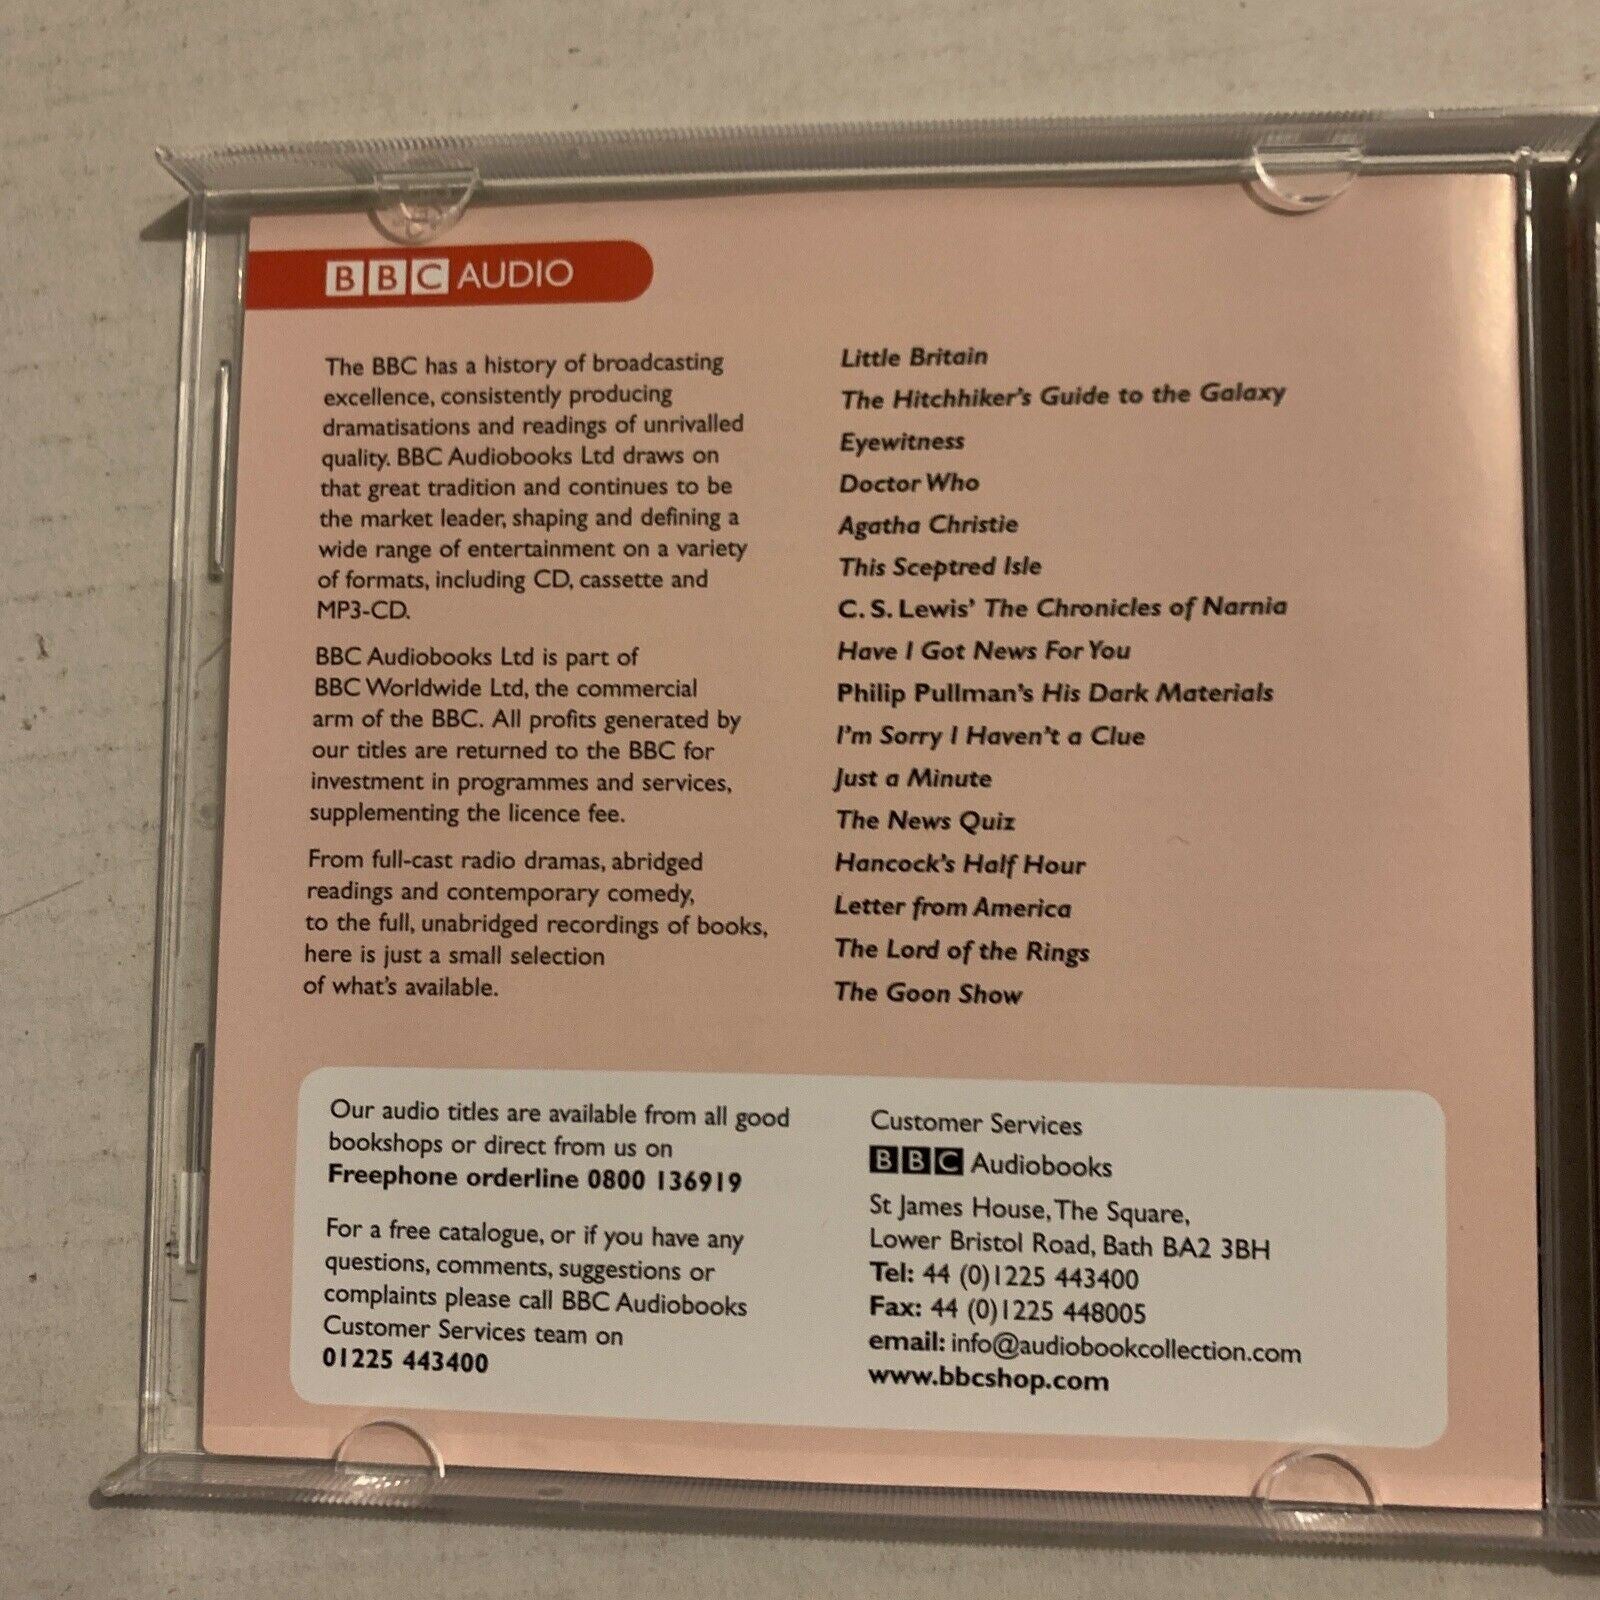 BBC AUDIO
The BBC has a history of broadcasting
excellence, consistently producing
dramatisations and readings of unrivalled
quality. BBC Audiobooks Ltd draws on
that great tradition and continues to be
the market leader, shaping and defining a
wide range of entertainment on a variety
of formats, including CD, cassette and
MP3-CD.
BBC Audiobooks Ltd is part of
BBC Worldwide Ltd, the commercial
arm of the BBC. All profits generated by
our titles are returned to the BBC for
investment in programmes and services,
supplementing the licence fee.
From full-cast radio dramas, abridged
readings and contemporary comedy,
to the full, unabridged recordings of books,
here is just a small selection
of what's available.
Little Britain
The Hitchhiker's Guide to the Galaxy
Eyewitness
Doctor Who
Agatha Christie
This Sceptred Isle
C. S. Lewis' The Chronicles of Narnia
Have I Got News For You
Philip Pullman's His Dark Materials
I'm Sorry I Haven't a Clue
Just a Minute
The News Quiz
Hancock's Half Hour
Letter from America
The Lord of the Rings
The Goon Show
Our audio titles are available from all good
bookshops or direct from us on
Freephone orderline 0800 136919
For a free catalogue, or if you have any
questions, comments, suggestions or
complaints please call BBC Audiobooks
Customer Services team on
01225 443400
Customer Services
BBC Audiobooks
St James House, The Square,
Lower Bristol Road, Bath BA2 3BH
Tel: 44 (0)1225 443400
Fax: 44 (0)1225 448005
email: info@audiobookcollection.com
www.bbcshop.com